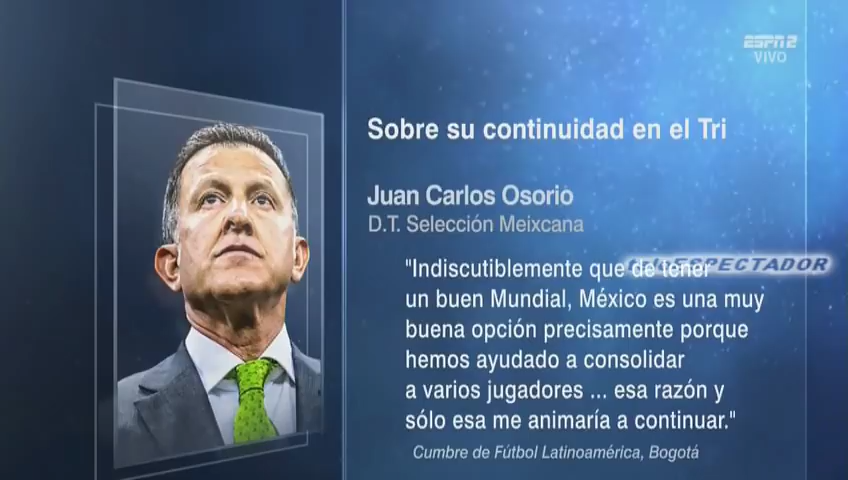 ESPN 2
VIVO
Sobre su continuidad en el Tri
Juan Carlos Osorio
D.T. Selección Meixcana
"Indiscutiblemente que de tener
ESPECTADOR
un buen Mundial, México es una muy
buena opción precisamente porque
hemos ayudado a consolidar
a varios jugadores ... esa razón y
sólo esa me animaría a continuar."
Cumbre de Fútbol Latinoamérica, Bogotá